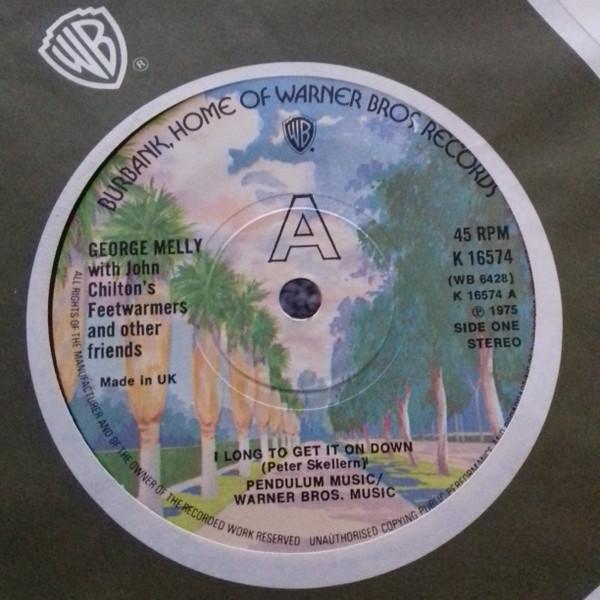 WB
®
BURBANK, HOME OF WARNER BROS. RECORDS
WB
A
GEORGE MELLY
with John
Chilton's
Feetwarmers
and other
friends
Made in UK
45 RPM
K 16574
(WB 6428)
K 16574 A
℗ 1975
SIDE ONE
STEREO
I LONG TO GET IT ON DOWN
(Peter Skellern)
PENDULUM MUSIC/
WARNER BROS. MUSIC
ALL RIGHTS OF THE MANUFACTURER AND OF THE OWNER OF THE RECORDED WORK RESERVED UNAUTHORISED COPYING PUBLIC PERFORMANCE